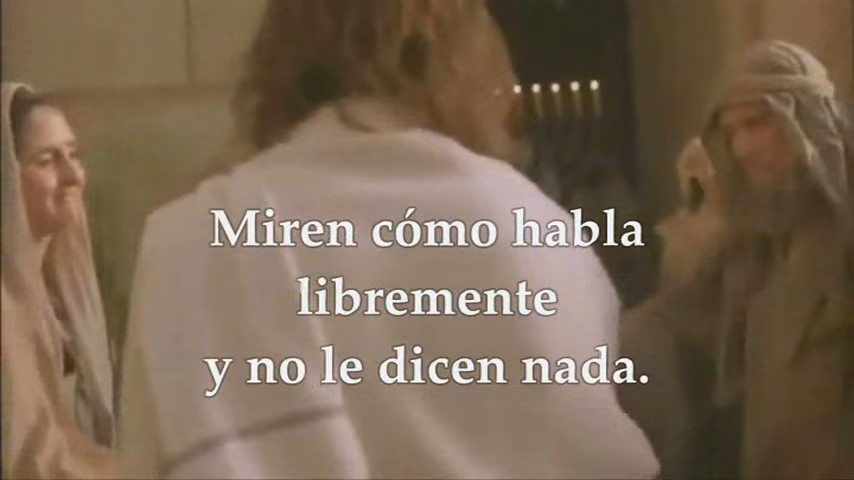 Miren cómo habla
libremente
y no le dicen nada.